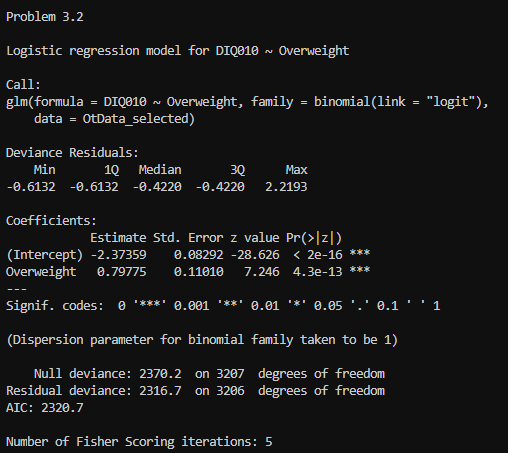 Problem 3.2
Logistic regression model for DIQ010 ~ Overweight
Call:
glm(formula = DIQ010 ~ Overweight, family = binomial(link = "logit"),
    data = OtData_selected)
Deviance Residuals:
    Min       1Q   Median       3Q      Max
-0.6132  -0.6132  -0.4220  -0.4220   2.2193
Coefficients:
            Estimate Std. Error z value Pr(>|z|)
(Intercept) -2.37359    0.08292 -28.626  < 2e-16 ***
Overweight   0.79775    0.11010   7.246  4.3e-13 ***
---
Signif. codes:  0 '***' 0.001 '**' 0.01 '*' 0.05 '.' 0.1 ' ' 1
(Dispersion parameter for binomial family taken to be 1)
    Null deviance: 2370.2  on 3207  degrees of freedom
Residual deviance: 2316.7  on 3206  degrees of freedom
AIC: 2320.7
Number of Fisher Scoring iterations: 5